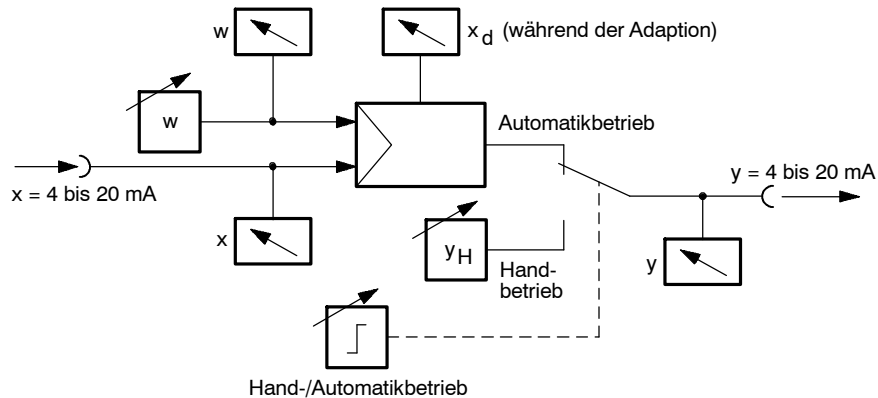 w
x d (während der Adaption)
w
Automatikbetrieb
x = 4 bis 20 mA
y = 4 bis 20 mA
x
y H
Hand-
betrieb
y
Hand-/Automatikbetrieb